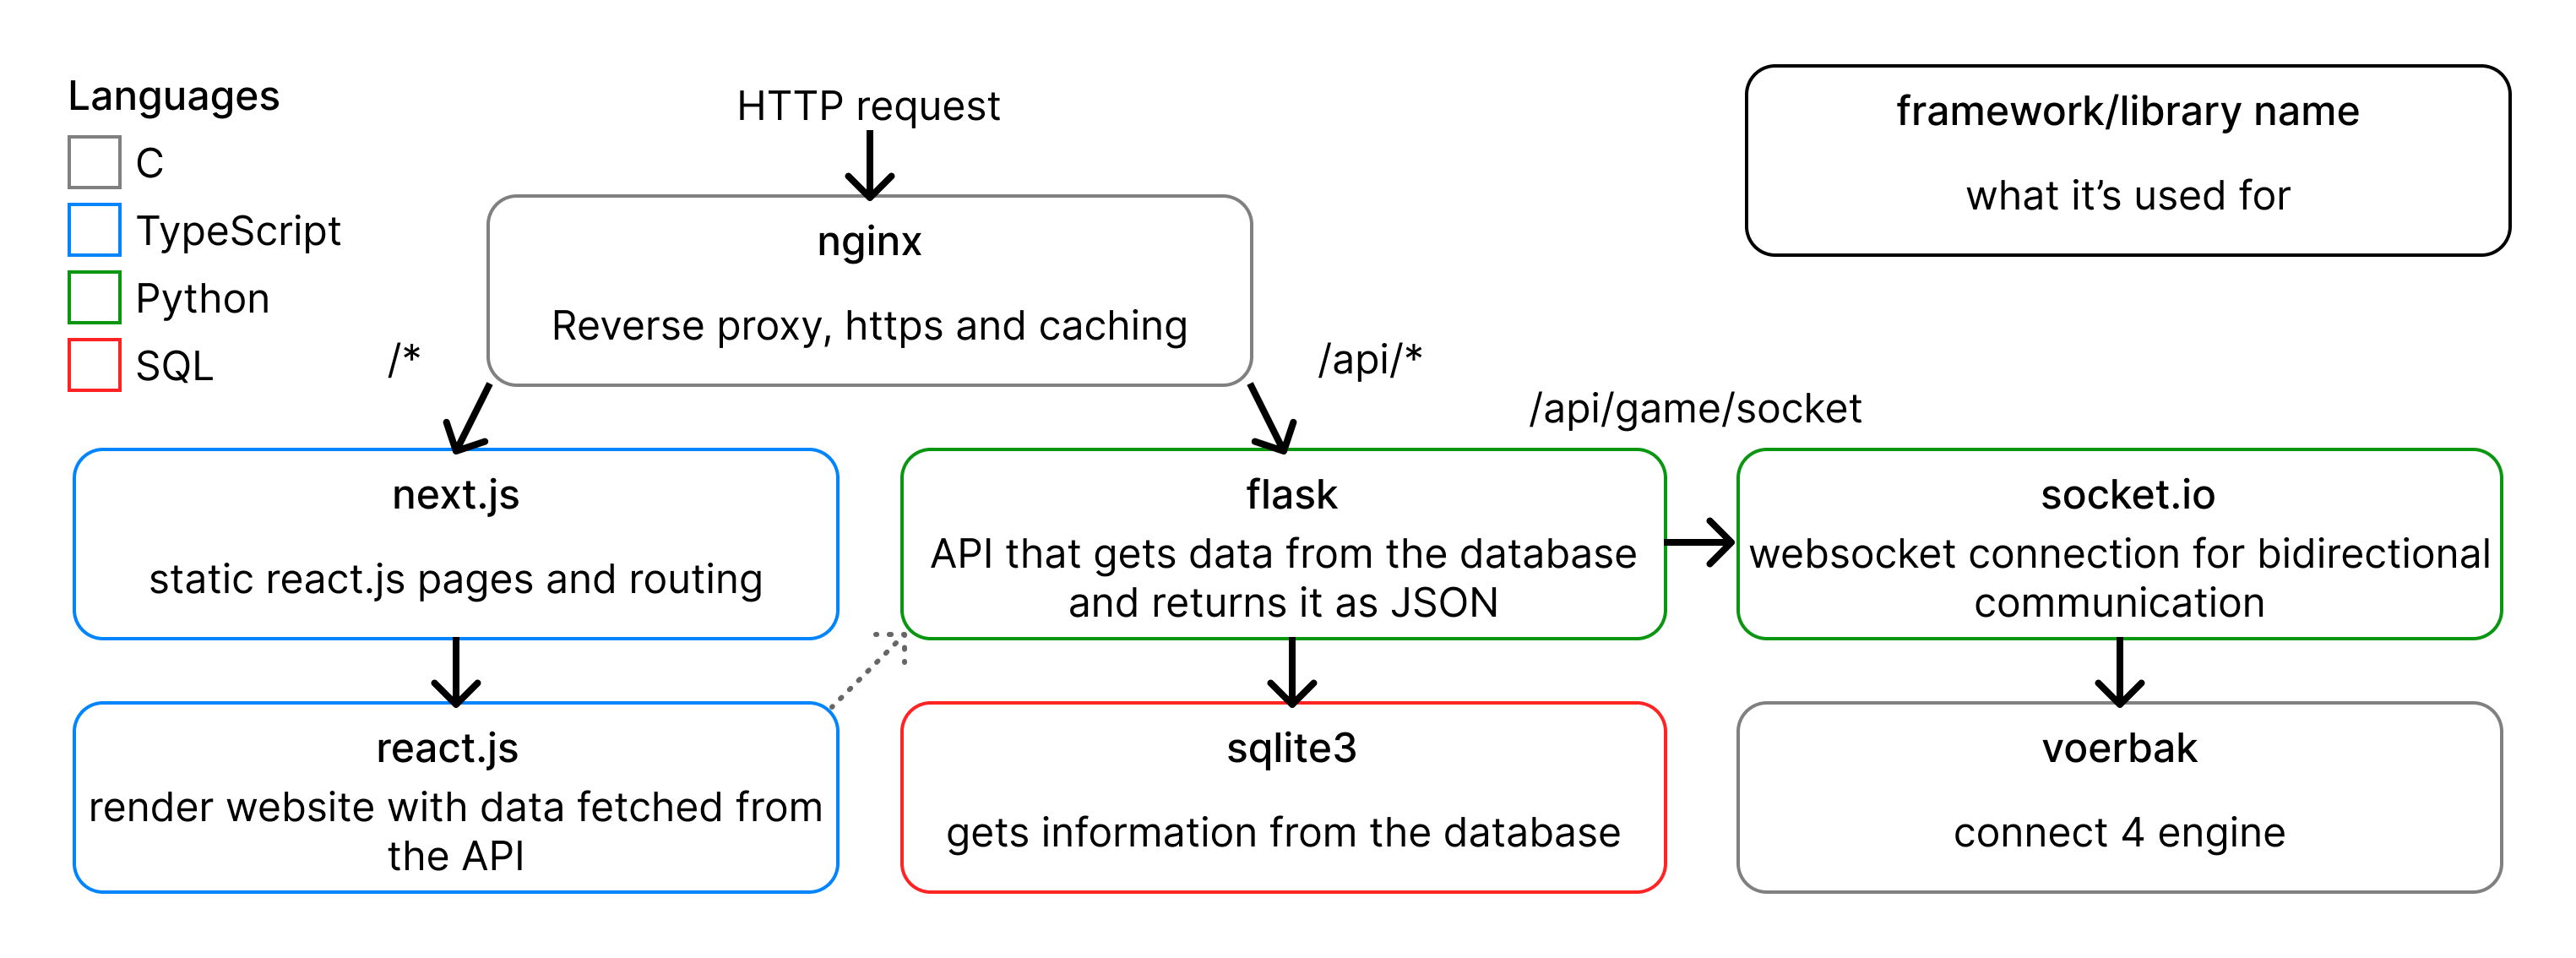 Languages
C
TypeScript
Python
SQL
HTTP request
framework/library name
what it’s used for
nginx
Reverse proxy, https and caching
/*
/api/*
/api/game/socket
next.js
static react.js pages and routing
flask
API that gets data from the database
and returns it as JSON
socket.io
websocket connection for bidirectional
communication
react.js
render website with data fetched from
the API
sqlite3
gets information from the database
voerbak
connect 4 engine